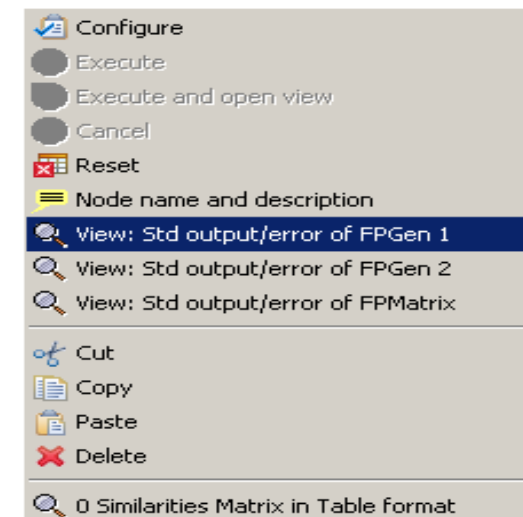 Configure
Execute
Execute and open view
Cancel
Reset
Node name and description
View: Std output/error of FPGen 1
View: Std output/error of FPGen 2
View: Std output/error of FPMatrix
Cut
Copy
Paste
Delete
0 Similarities Matrix in Table format